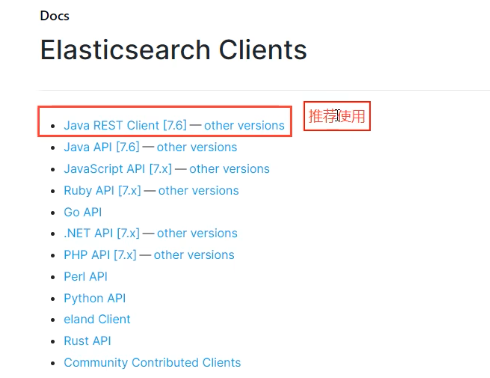 Docs
Elasticsearch Clients
Java REST Client [7.6] — other versions 推荐使用
Java API [7.6] — other versions
JavaScript API [7.x] — other versions
Ruby API [7.x] — other versions
Go API
.NET API [7.x] — other versions
PHP API [7.x] — other versions
Perl API
Python API
eland Client
Rust API
Community Contributed Clients